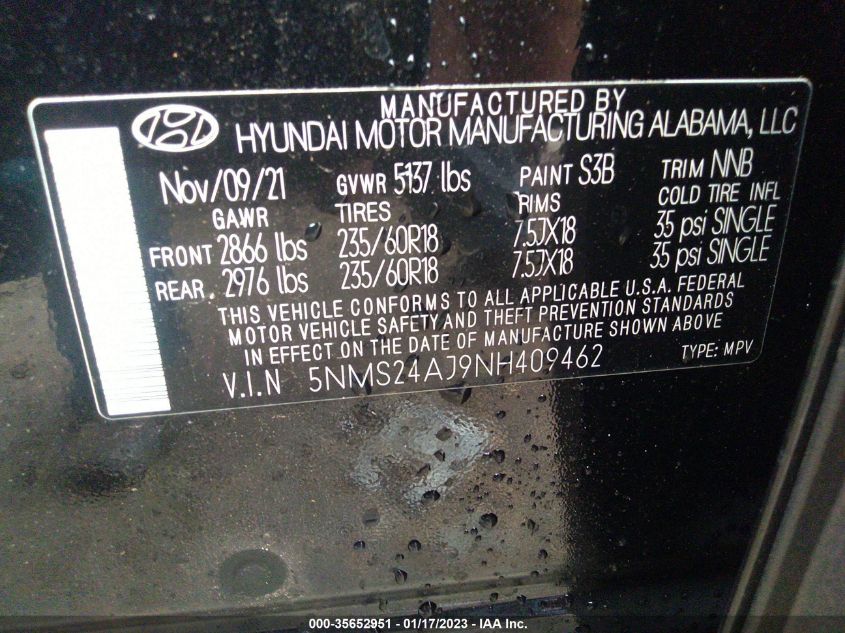 MANUFACTURED BY
HYUNDAI MOTOR MANUFACTURING ALABAMA, LLC
Nov/09/21 GVWR 5137 lbs PAINT S3B TRIM NNB
GAWR TIRES RIMS COLD TIRE INFL
FRONT 2866 lbs 235/60R18 7.5JX18 35 psi SINGLE
REAR. 2976 lbs 235/60R18 7.5JX18 35 psi SINGLE
THIS VEHICLE CONFORMS TO ALL APPLICABLE U.S.A. FEDERAL
MOTOR VEHICLE SAFETY AND THEFT PREVENTION STANDARDS
IN EFFECT ON THE DATE OF MANUFACTURE SHOWN ABOVE
V.I.N 5NMS24AJ9NH409462 TYPE: MPV
000-35652951 - 01/17/2023 - IAA Inc.